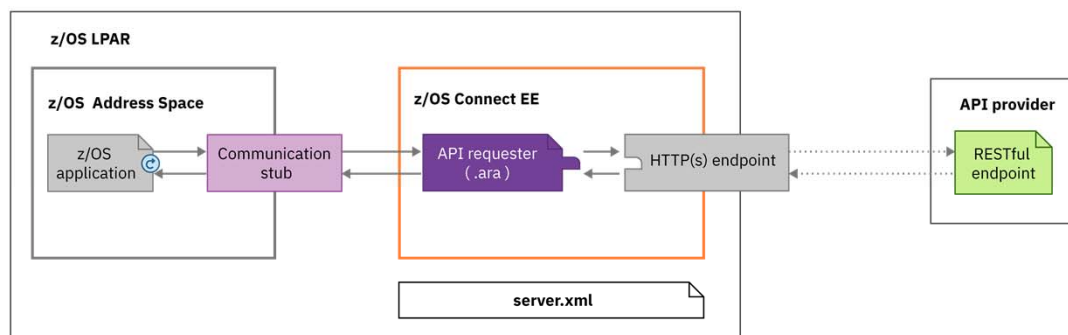 z/OS LPAR
z/OS  Address Space
z/OS Connect EE
API provider
z/OS
application
Communication
stub
API requester
( .ara )
HTTP(s) endpoint
RESTful
endpoint
server.xml